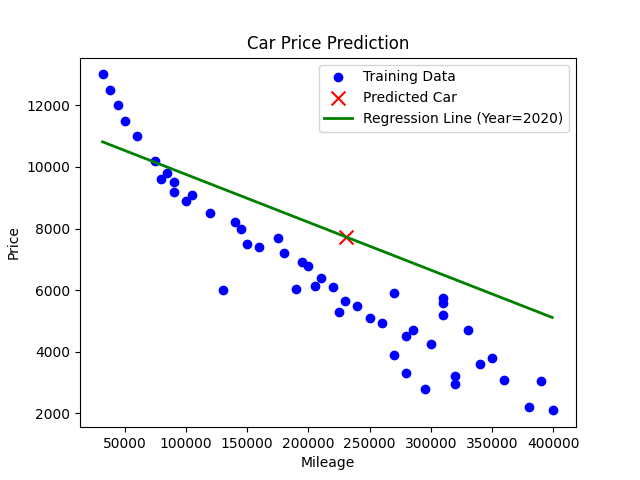 Car Price Prediction
Training Data
Predicted Car
Regression Line (Year=2020)
Price
12000
10000
8000
6000
4000
2000
50000 100000 150000 200000 250000 300000 350000 400000
Mileage